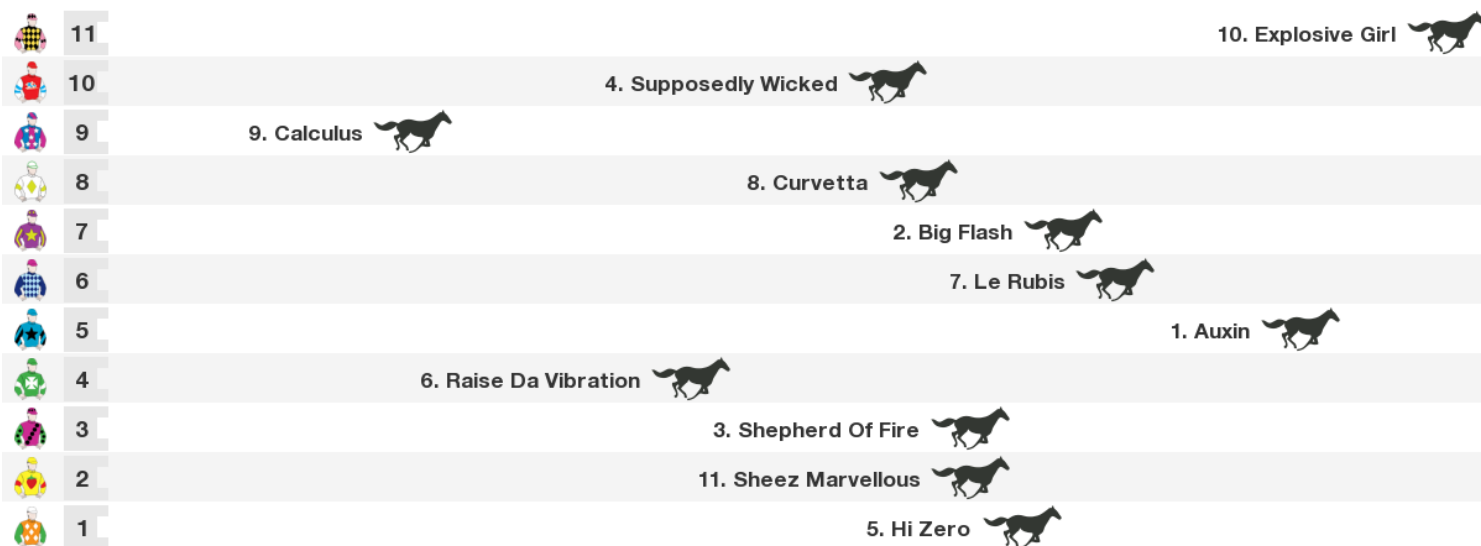 11 10. Explosive Girl
10 4. Supposedly Wicked
9 9. Calculus
8 8. Curvetta
7 2. Big Flash
6 7. Le Rubis
5 1. Auxin
4 6. Raise Da Vibration
3 3. Shepherd Of Fire
2 11. Sheez Marvellous
1 5. Hi Zero